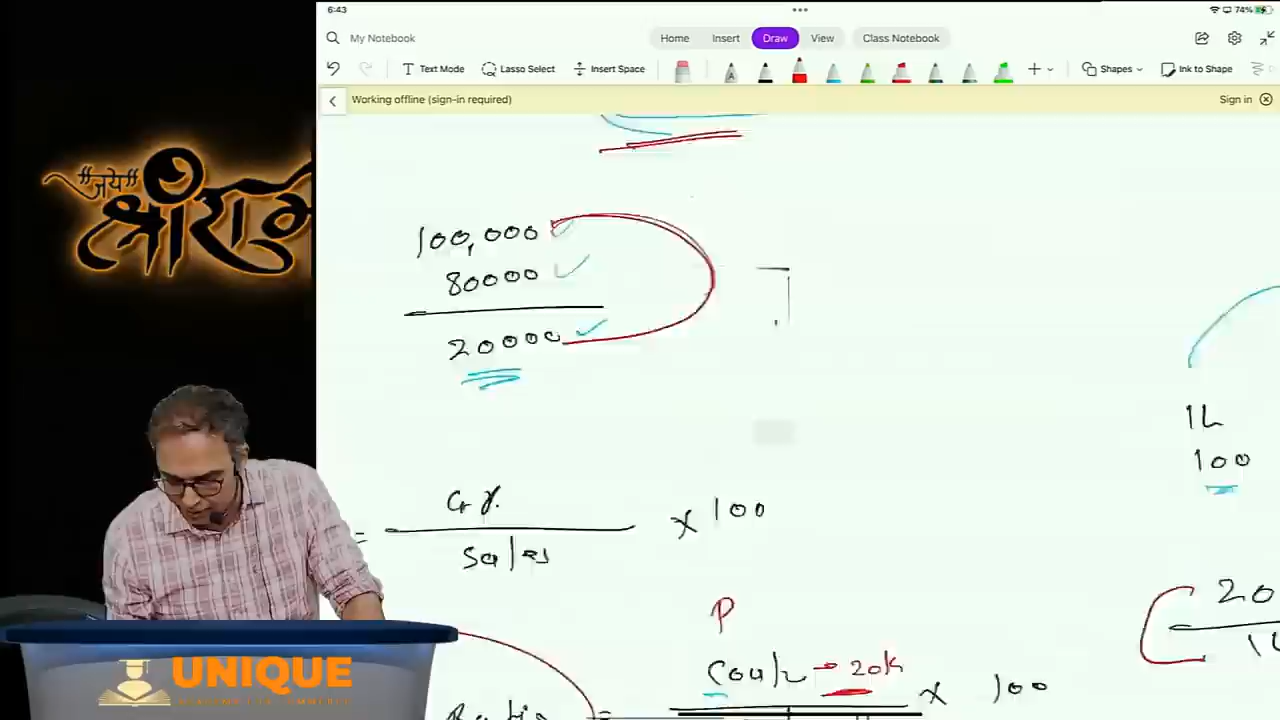 6:43
74%
My Notebook
Home Insert Draw View Class Notebook
Text Mode Lasso Select Insert Space Shapes Ink to Shape
Working offline (sign-in required)
Sign in
#जय#
श्रीराम
100,000
80000
20000
1L
100
= × 100
Sales
P
→ 20K
× 100
Ratio =
20
UNIQUE